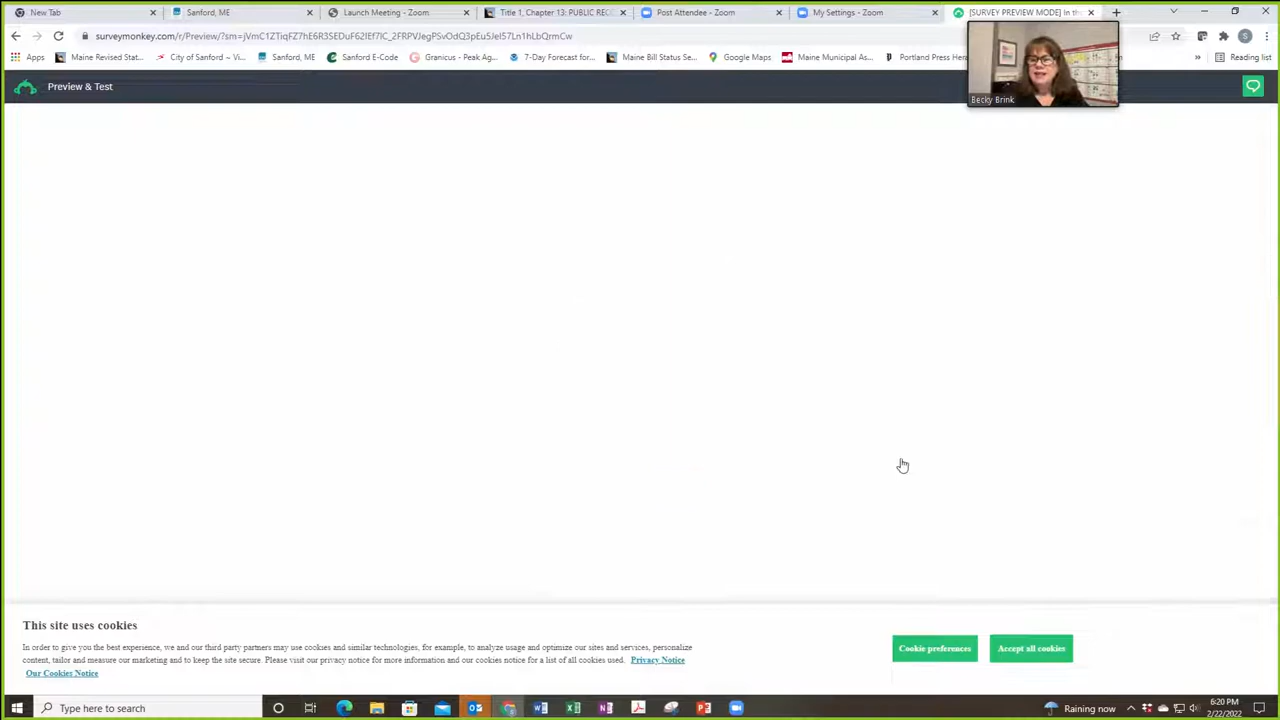 New Tab
Sanford, ME
Launch Meeting - Zoom
Title 1, Chapter 13: PUBLIC REC
Post Attendee - Zoom
My Settings - Zoom
[SURVEY PREVIEW MODE] In th
surveymonkey.com/r/Preview/?sm=
Apps
Maine Revised Stat...
City of Sanford ~ Vi...
Sanford, ME
Sanford E-Code
Granicus - Peak Ag...
7-Day Forecast for...
Maine Bill Status Se...
Google Maps
Maine Municipal As...
Portland Press Hera
Reading list
S
Preview & Test
Becky Brink
This site uses cookies
In order to give you the best experience, we and our third party partners may use cookies and similar technologies, for example, to analyze usage and optimize our sites and services, personalize
content, tailor and measure our marketing and to keep the site secure. Please visit our privacy notice for more information and our cookies notice for a list of all cookies used. Privacy Notice
Our Cookies Notice
Cookie preferences
Accept all cookies
Type here to search
Raining now
6:20 PM
2/22/2022